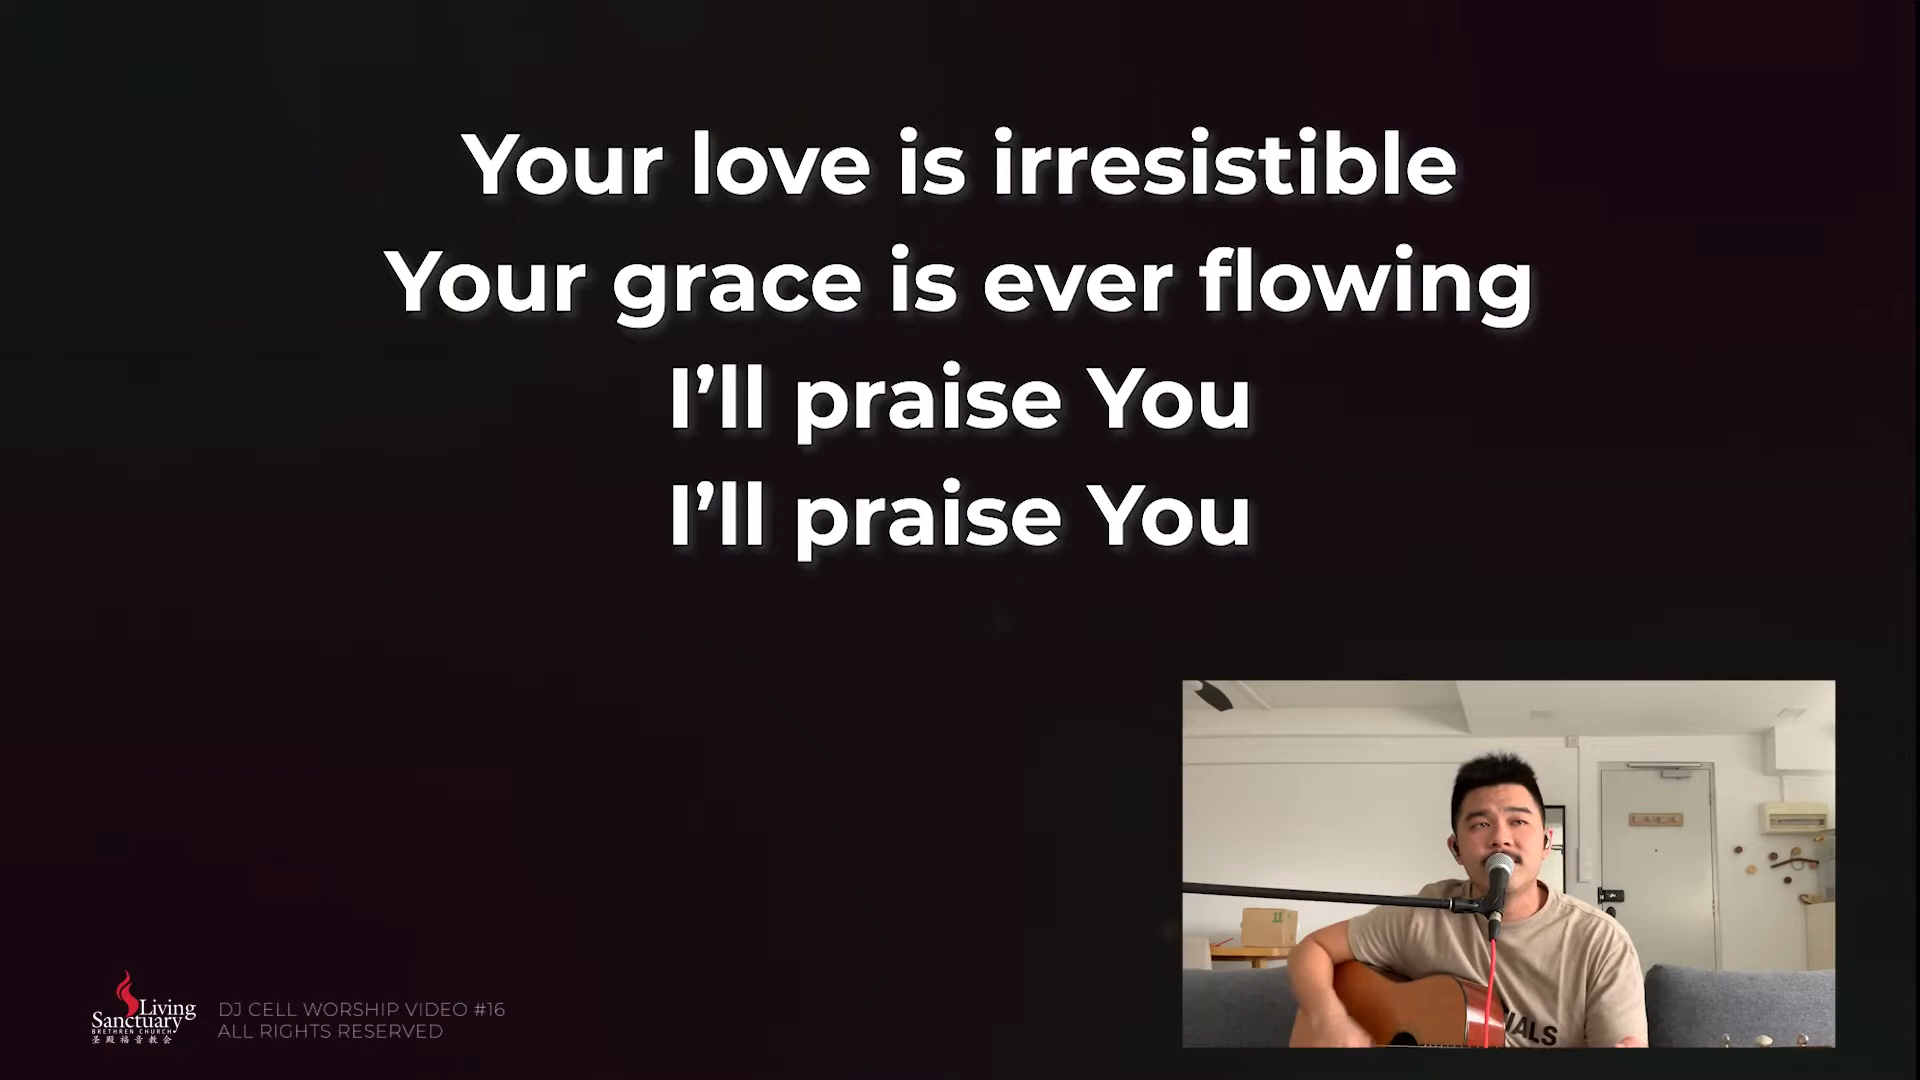 Your love is irresistible
Your grace is ever flowing
I’ll praise You
I’ll praise You
Living
Sanctuary
BRETHREN CHURCH
圣殿福音教会
DJ CELL WORSHIP VIDEO #16
ALL RIGHTS RESERVED
IALS